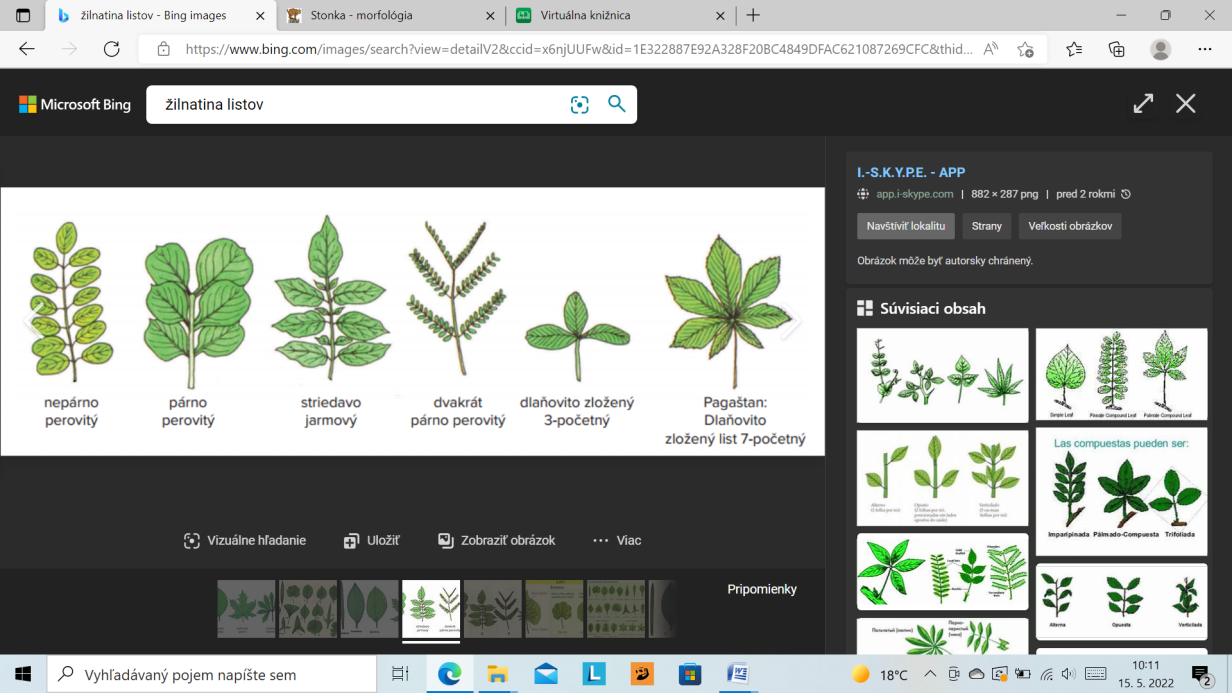 žilnatina listov - Bing images
Stonka - morfológia
Virtuálna knižnica
https://www.bing.com/images/search?view=detailV2&ccid=x6njUUFw&id=1E322887E92A328F20BC4849DFAC621087269CFC&thid...
Microsoft Bing
žilnatina listov
nepárno
perovitý
párno
perovitý
striedavo
jarmový
dvakrát
párno perovitý
dlaňovito zložený
3-početný
Pagaštan:
Dlaňovito
zložený list 7-početný
Vizuálne hľadanie
Uložiť
Zobraziť obrázok
Viac
Pripomienky
I.-S.K.Y.P.E. - APP
app.i-skype.com | 882 × 287 png | pred 2 rokmi
Navštíviť lokalitu
Strany
Veľkosti obrázkov
Obrázok môže byť autorsky chránený.
Súvisiaci obsah
Simple Leaf
Pinnate Compound Leaf
Palmate Compound Leaf
Las compuestas pueden ser:
Imparipinada Pálmado-Compuesta Trifoliada
Alterna
Opuesta
Verticilada
Vyhľadávaný pojem napíšte sem
18°C
10:11
15. 5. 2022
2